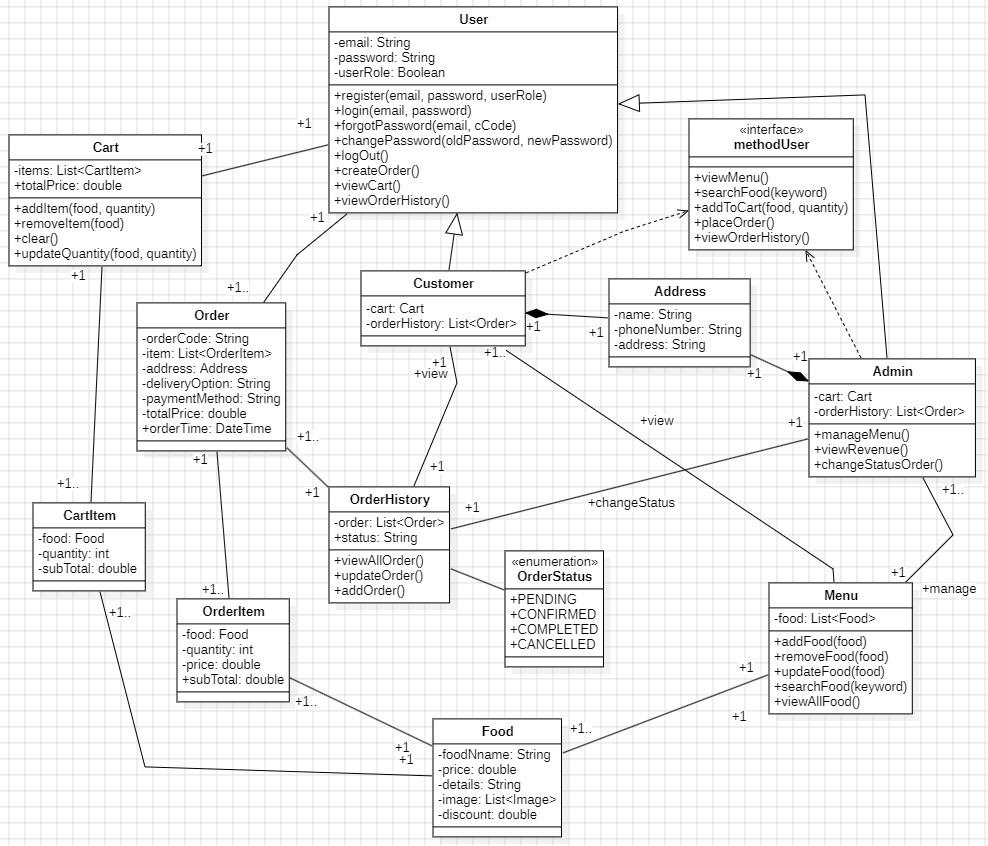 User
-email: String
-password: String
-userRole: Boolean
+register(email, password, userRole)
+login(email, password)
+forgotPassword(email, cCode)
+changePassword(oldPassword, newPassword)
+logOut()
+createOrder()
+viewCart()
+viewOrderHistory()
+1
+1
Cart
-items: List<CartItem>
+totalPrice: double
+addItem(food, quantity)
+removeItem(food)
+clear()
+updateQuantity(food, quantity)
«interface»
methodUser
+viewMenu()
+searchFood(keyword)
+addToCart(food, quantity)
+placeOrder()
+viewOrderHistory()
+1
+1..
+1
Customer
-cart: Cart
-orderHistory: List<Order>
+1
+1
Address
-name: String
-phoneNumber: String
-address: String
+1
+1
Order
-orderCode: String
-item: List<OrderItem>
-address: Address
-deliveryOption: String
-paymentMethod: String
-totalPrice: double
+orderTime: DateTime
+1
+view
+1..
Admin
-cart: Cart
-orderHistory: List<Order>
+manageMenu()
+viewRevenue()
+changeStatusOrder()
+view
+1
+1..
+1
+1
+1
+1
+changeStatus
+1..
OrderHistory
-order: List<Order>
+status: String
+viewAllOrder()
+updateOrder()
+addOrder()
+1..
CartItem
-food: Food
-quantity: int
-subTotal: double
+1..
«enumeration»
OrderStatus
+PENDING
+CONFIRMED
+COMPLETED
+CANCELLED
+1
+manage
+1..
OrderItem
-food: Food
-quantity: int
-price: double
+subTotal: double
+1..
Menu
-food: List<Food>
+addFood(food)
+removeFood(food)
+updateFood(food)
+searchFood(keyword)
+viewAllFood()
+1
+1
+1..
+1
+1
Food
-foodNname: String
-price: double
-details: String
-image: List<Image>
-discount: double